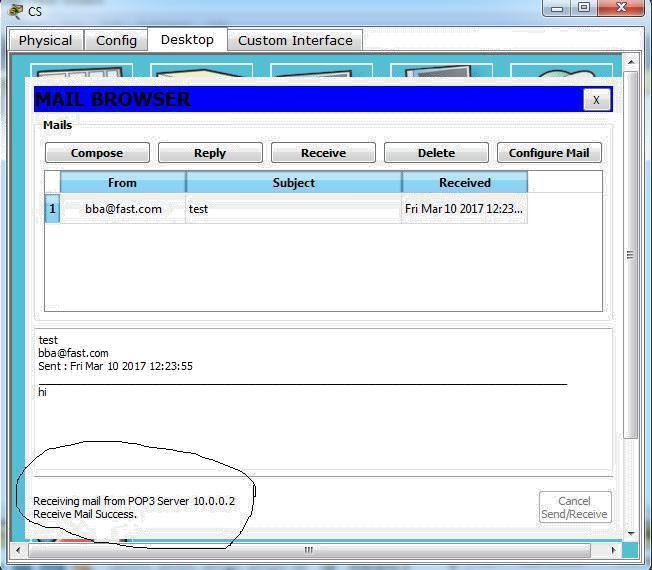 CS
Physical Config Desktop Custom Interface
MAIL BROWSER X
Mails
Compose Reply Receive Delete Configure Mail
From Subject Received
1 bba@fast.com test Fri Mar 10 2017 12:23...
test
bba@fast.com
Sent : Fri Mar 10 2017 12:23:55
hi
Receiving mail from POP3 Server 10.0.0.2
Receive Mail Success.
Cancel
Send/Receive